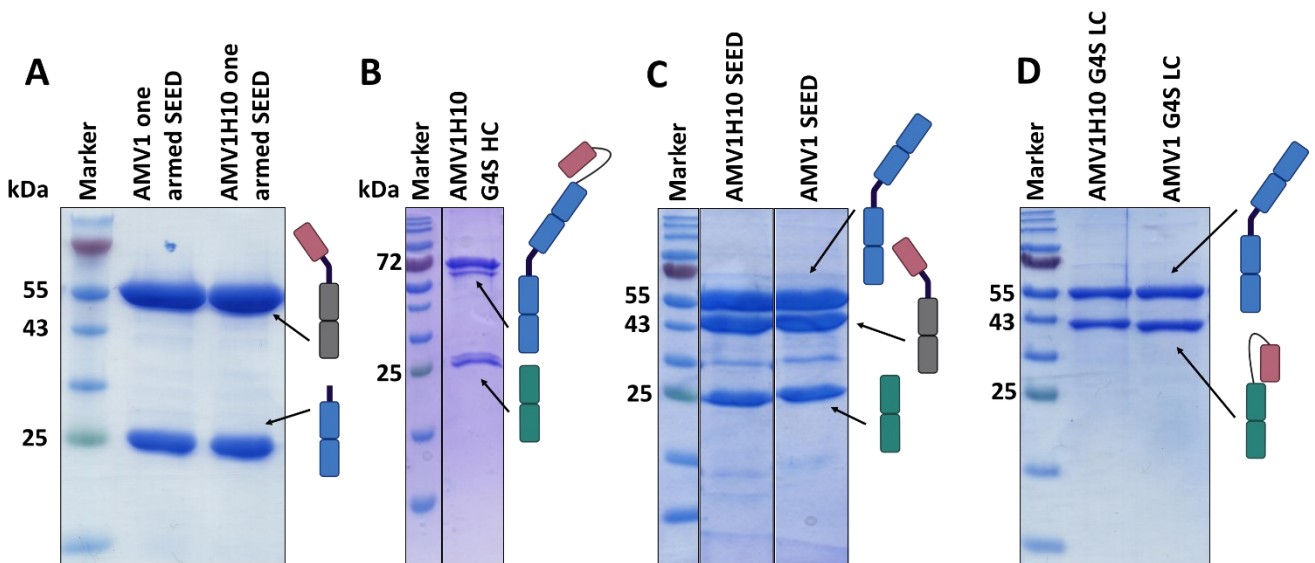 A
kDa
Marker
AMV1 one
armed SEED
AMV1H10 one
armed SEED
55
43
25
B
kDa
Marker
AMV1H10
G4S HC
72
25
C
Marker
AMV1H10 SEED
AMV1 SEED
55
43
25
D
Marker
AMV1H10 G4S LC
AMV1 G4S LC
55
43
25